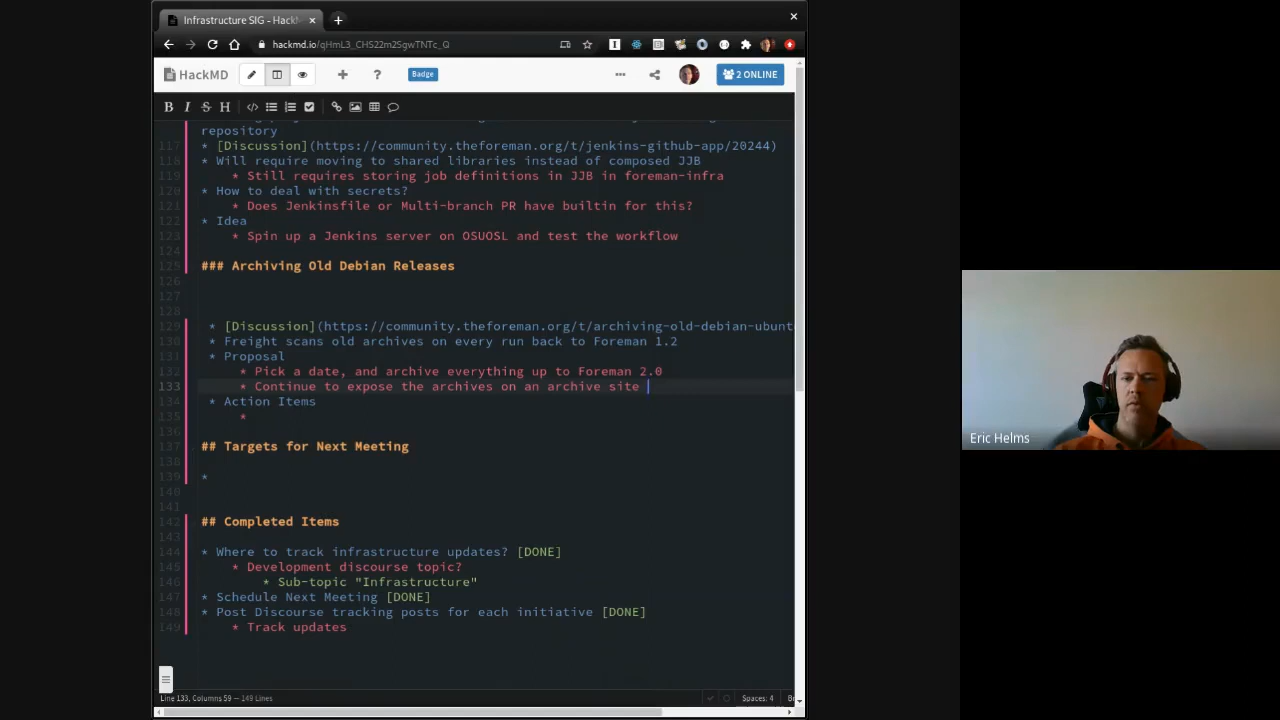 Infrastructure SIG - HackM
hackmd.io/qHmL3_CHS22m2SgwTNTc_Q
HackMD
Badge
2 ONLINE
repository
117 * [Discussion](https://community.theforeman.org/t/jenkins-github-app/20244)
118 * Will require moving to shared libraries instead of composed JJB
119 * Still requires storing job definitions in JJB in foreman-infra
120 * How to deal with secrets?
121 * Does Jenkinsfile or Multi-branch PR have builtin for this?
122 * Idea
123 * Spin up a Jenkins server on OSUOSL and test the workflow
124
125 ### Archiving Old Debian Releases
126
127
128
129 * [Discussion](https://community.theforeman.org/t/archiving-old-debian-ubunt
130 * Freight scans old archives on every run back to Foreman 1.2
131 * Proposal
132 * Pick a date, and archive everything up to Foreman 2.0
133 * Continue to expose the archives on an archive site
134 * Action Items
135 *
136
137 ## Targets for Next Meeting
138
139 *
140
141
142 ## Completed Items
143
144 * Where to track infrastructure updates? [DONE]
145 * Development discourse topic?
146 * Sub-topic "Infrastructure"
147 * Schedule Next Meeting [DONE]
148 * Post Discourse tracking posts for each initiative [DONE]
149 * Track updates
Line 133, Columns 59 — 149 Lines
Spaces: 4
Eric Helms